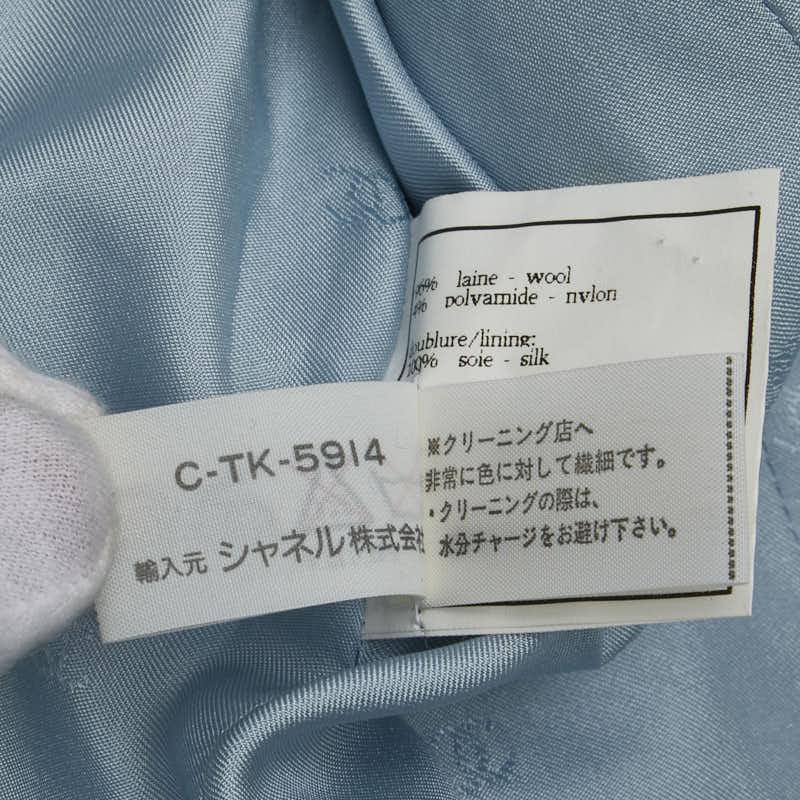 laine - wool
polyamide - nylon
doublure/lining:
100% soie - silk
C-TK-5914
輸入元 シャネル株式会
※クリーニング店へ
非常に色に対して繊細です。
・クリーニングの際は、
水分チャージをお避け下さい。